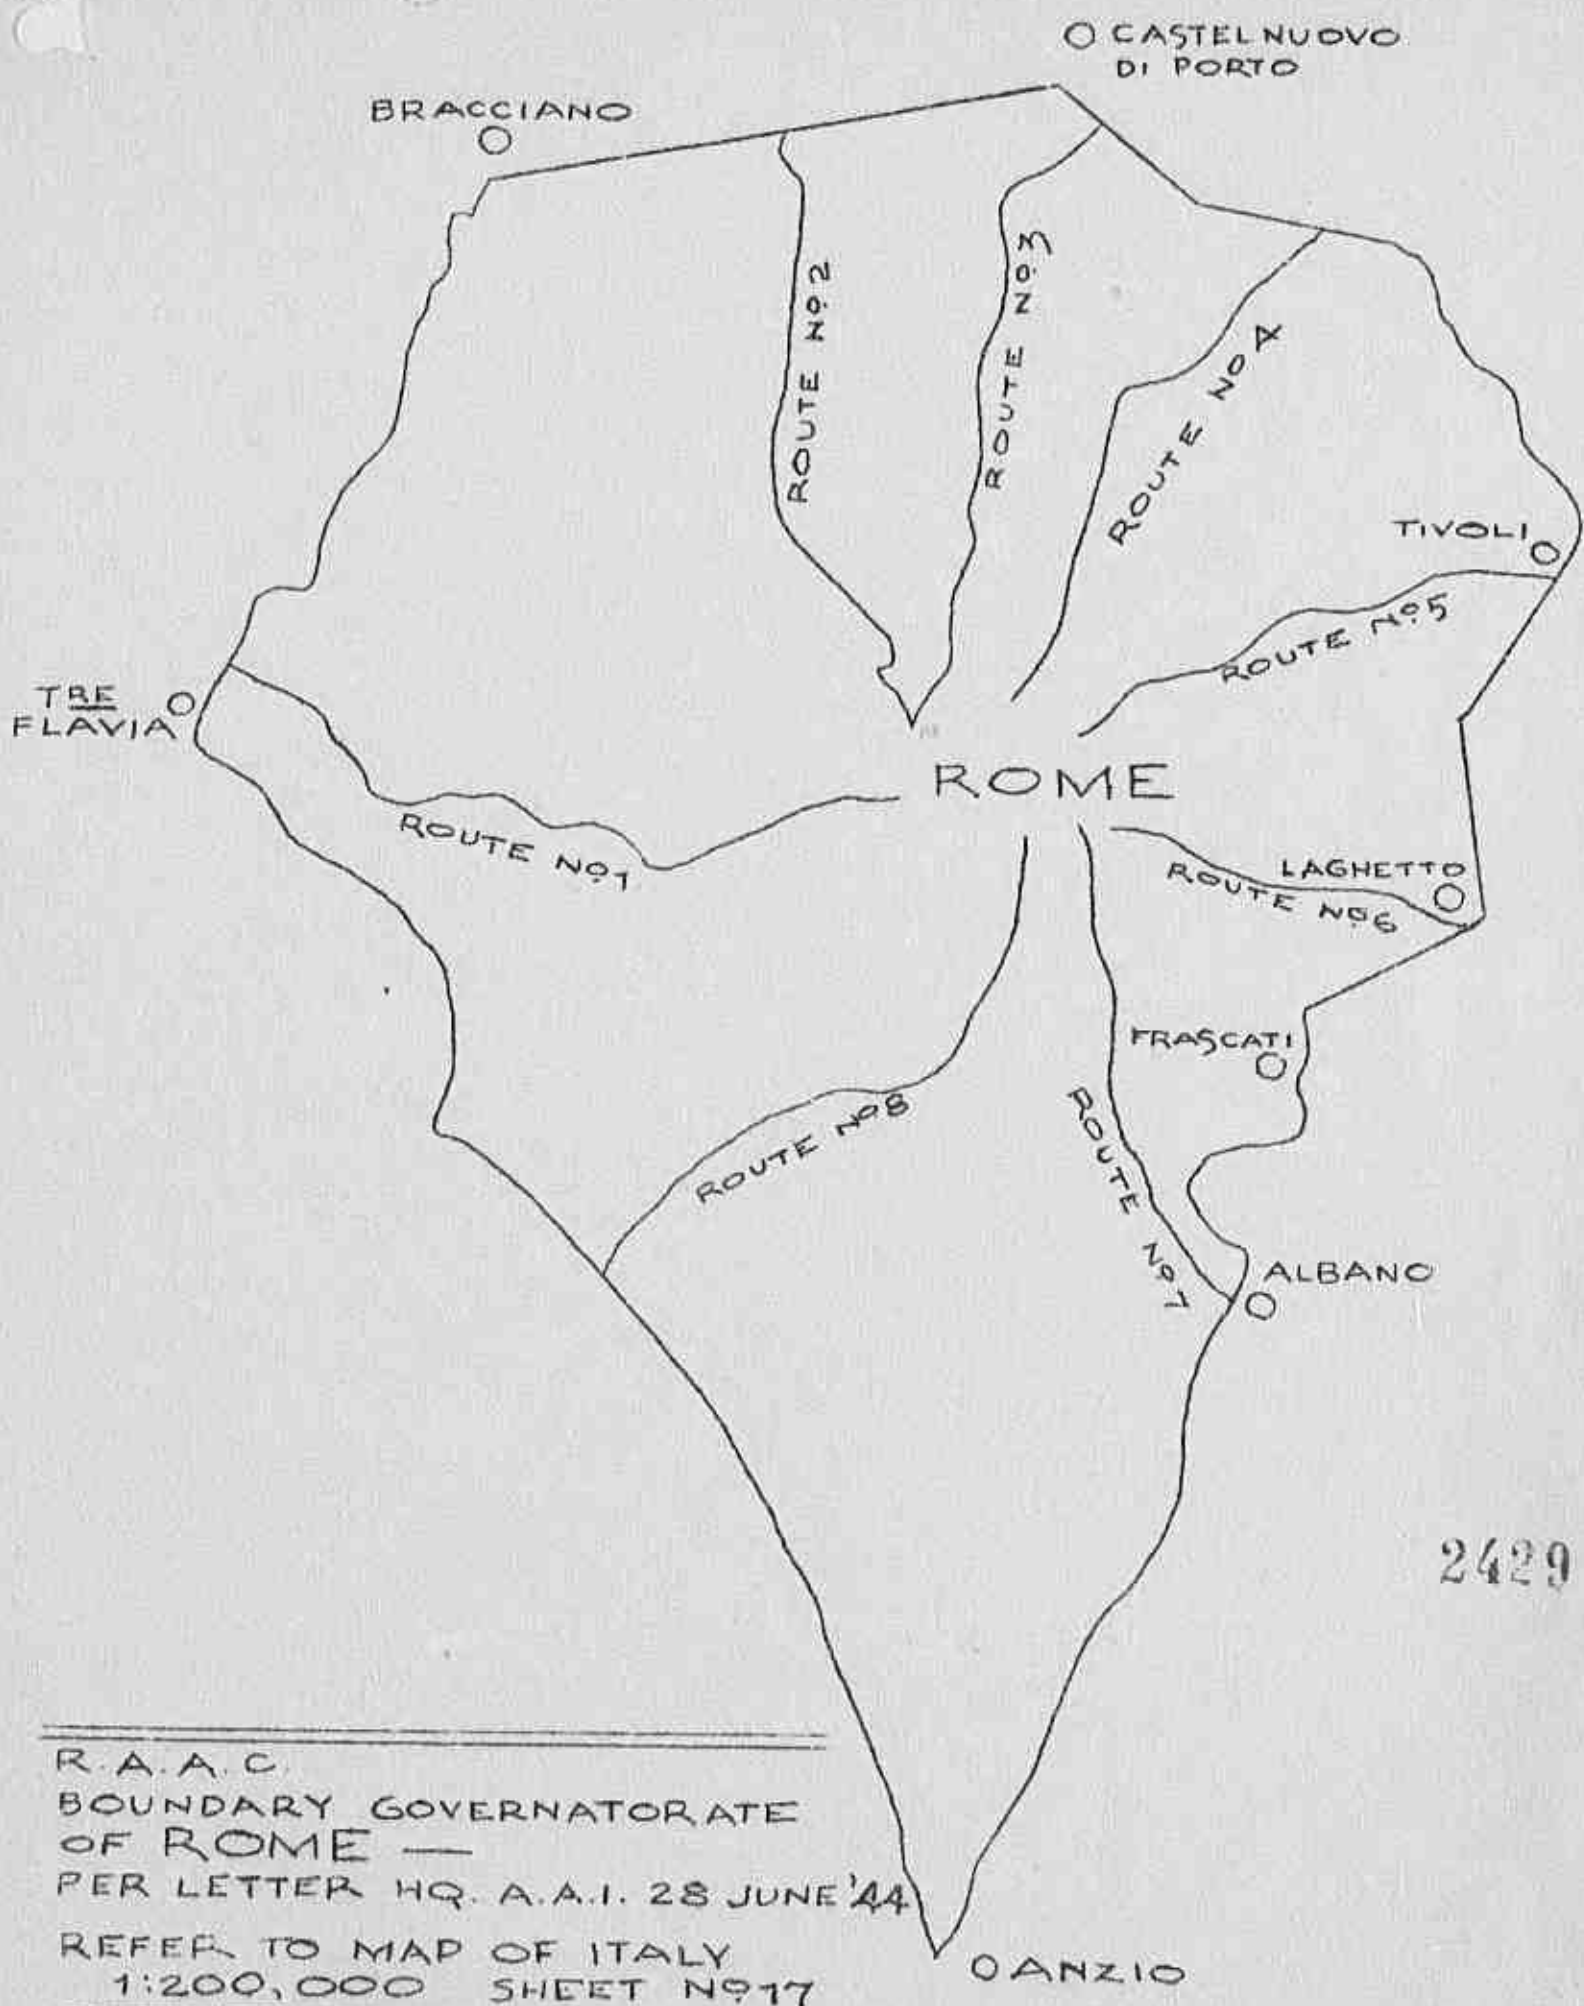 CASTELNUOVO
DI PORTO
BRACCIANO
ROUTE Nº2
ROUTE Nº3
ROUTE Nº4
TIVOLI
ROUTE Nº5
TRE
FLAVIA
ROME
ROUTE Nº1
LAGHETTO
ROUTE Nº6
FRASCATI
ROUTE Nº8
ROUTE Nº7
ALBANO
2429
R.A.A.C.
BOUNDARY GOVERNATORATE
OF ROME —
PER LETTER HQ. A.A.I. 28 JUNE '44
REFER TO MAP OF ITALY
1:200,000 SHEET Nº17
ANZIO